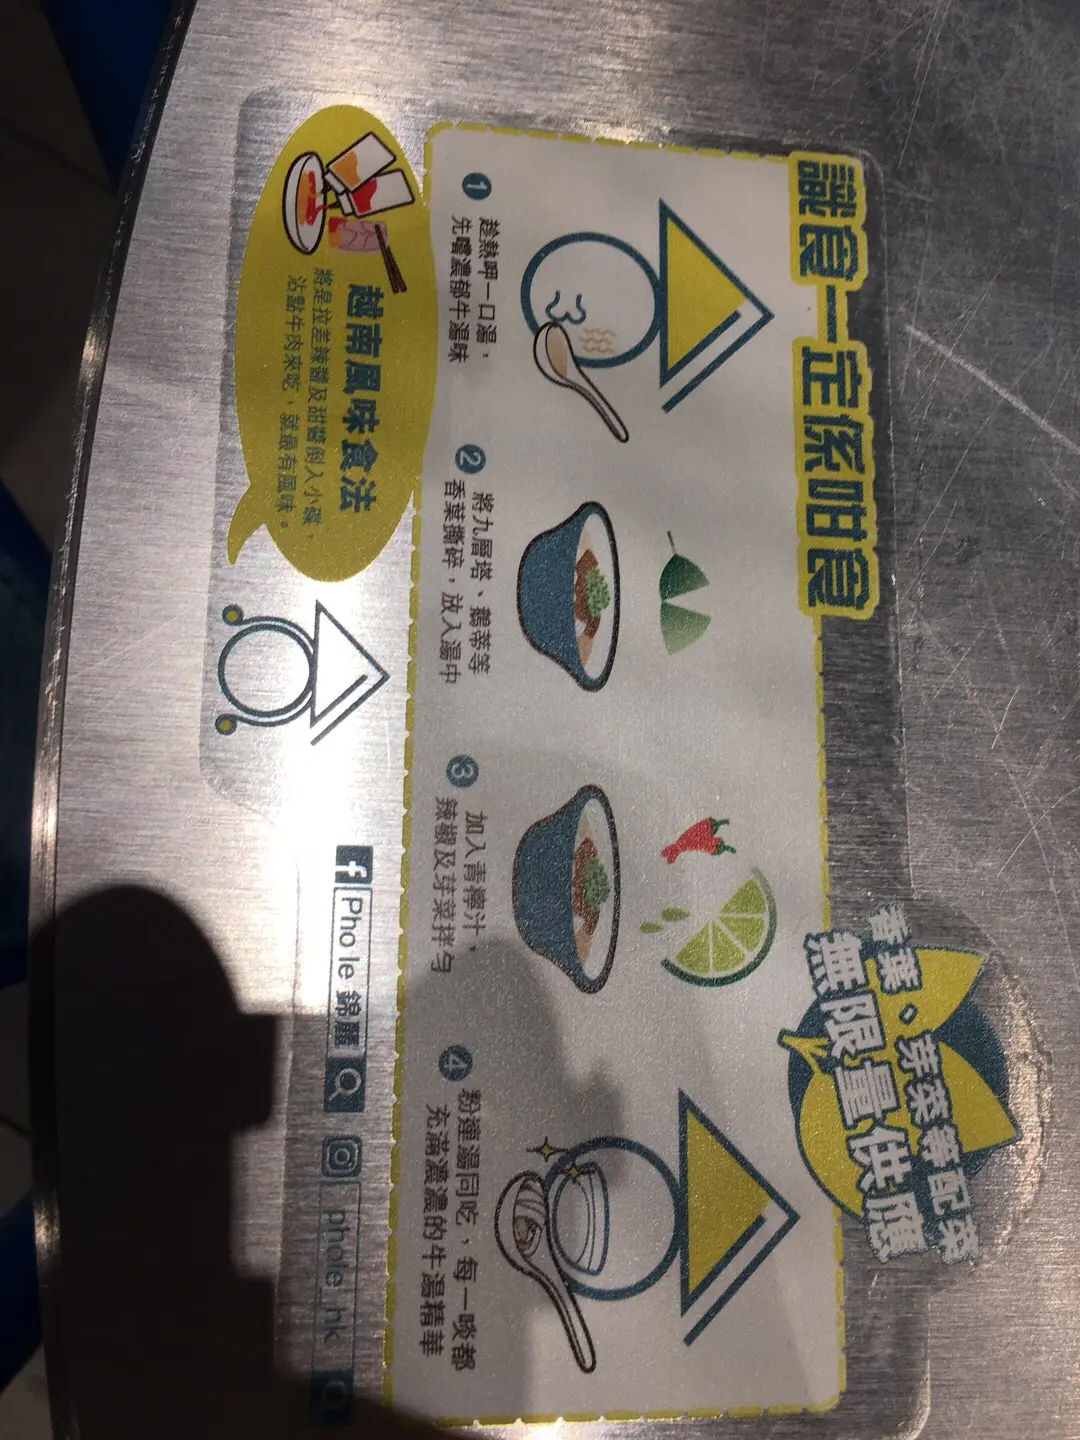 識食一定係咁食
香葉、芽菜等配菜
無限量供應
1
趁熱呷一口湯，
先嚐濃郁牛湯味
2
將九層塔、鵝蒂等
香葉撕碎，放入湯中
3
加入青檸汁，
辣椒及芽菜拌勻
4
粉連湯同吃，每一啖都
充滿濃濃的牛湯精華
越南風味食法
將是拉差辣醬及甜醬倒入小碟，
沾點牛肉來吃，就最有風味。
Pho le 錦麗
phole_hk